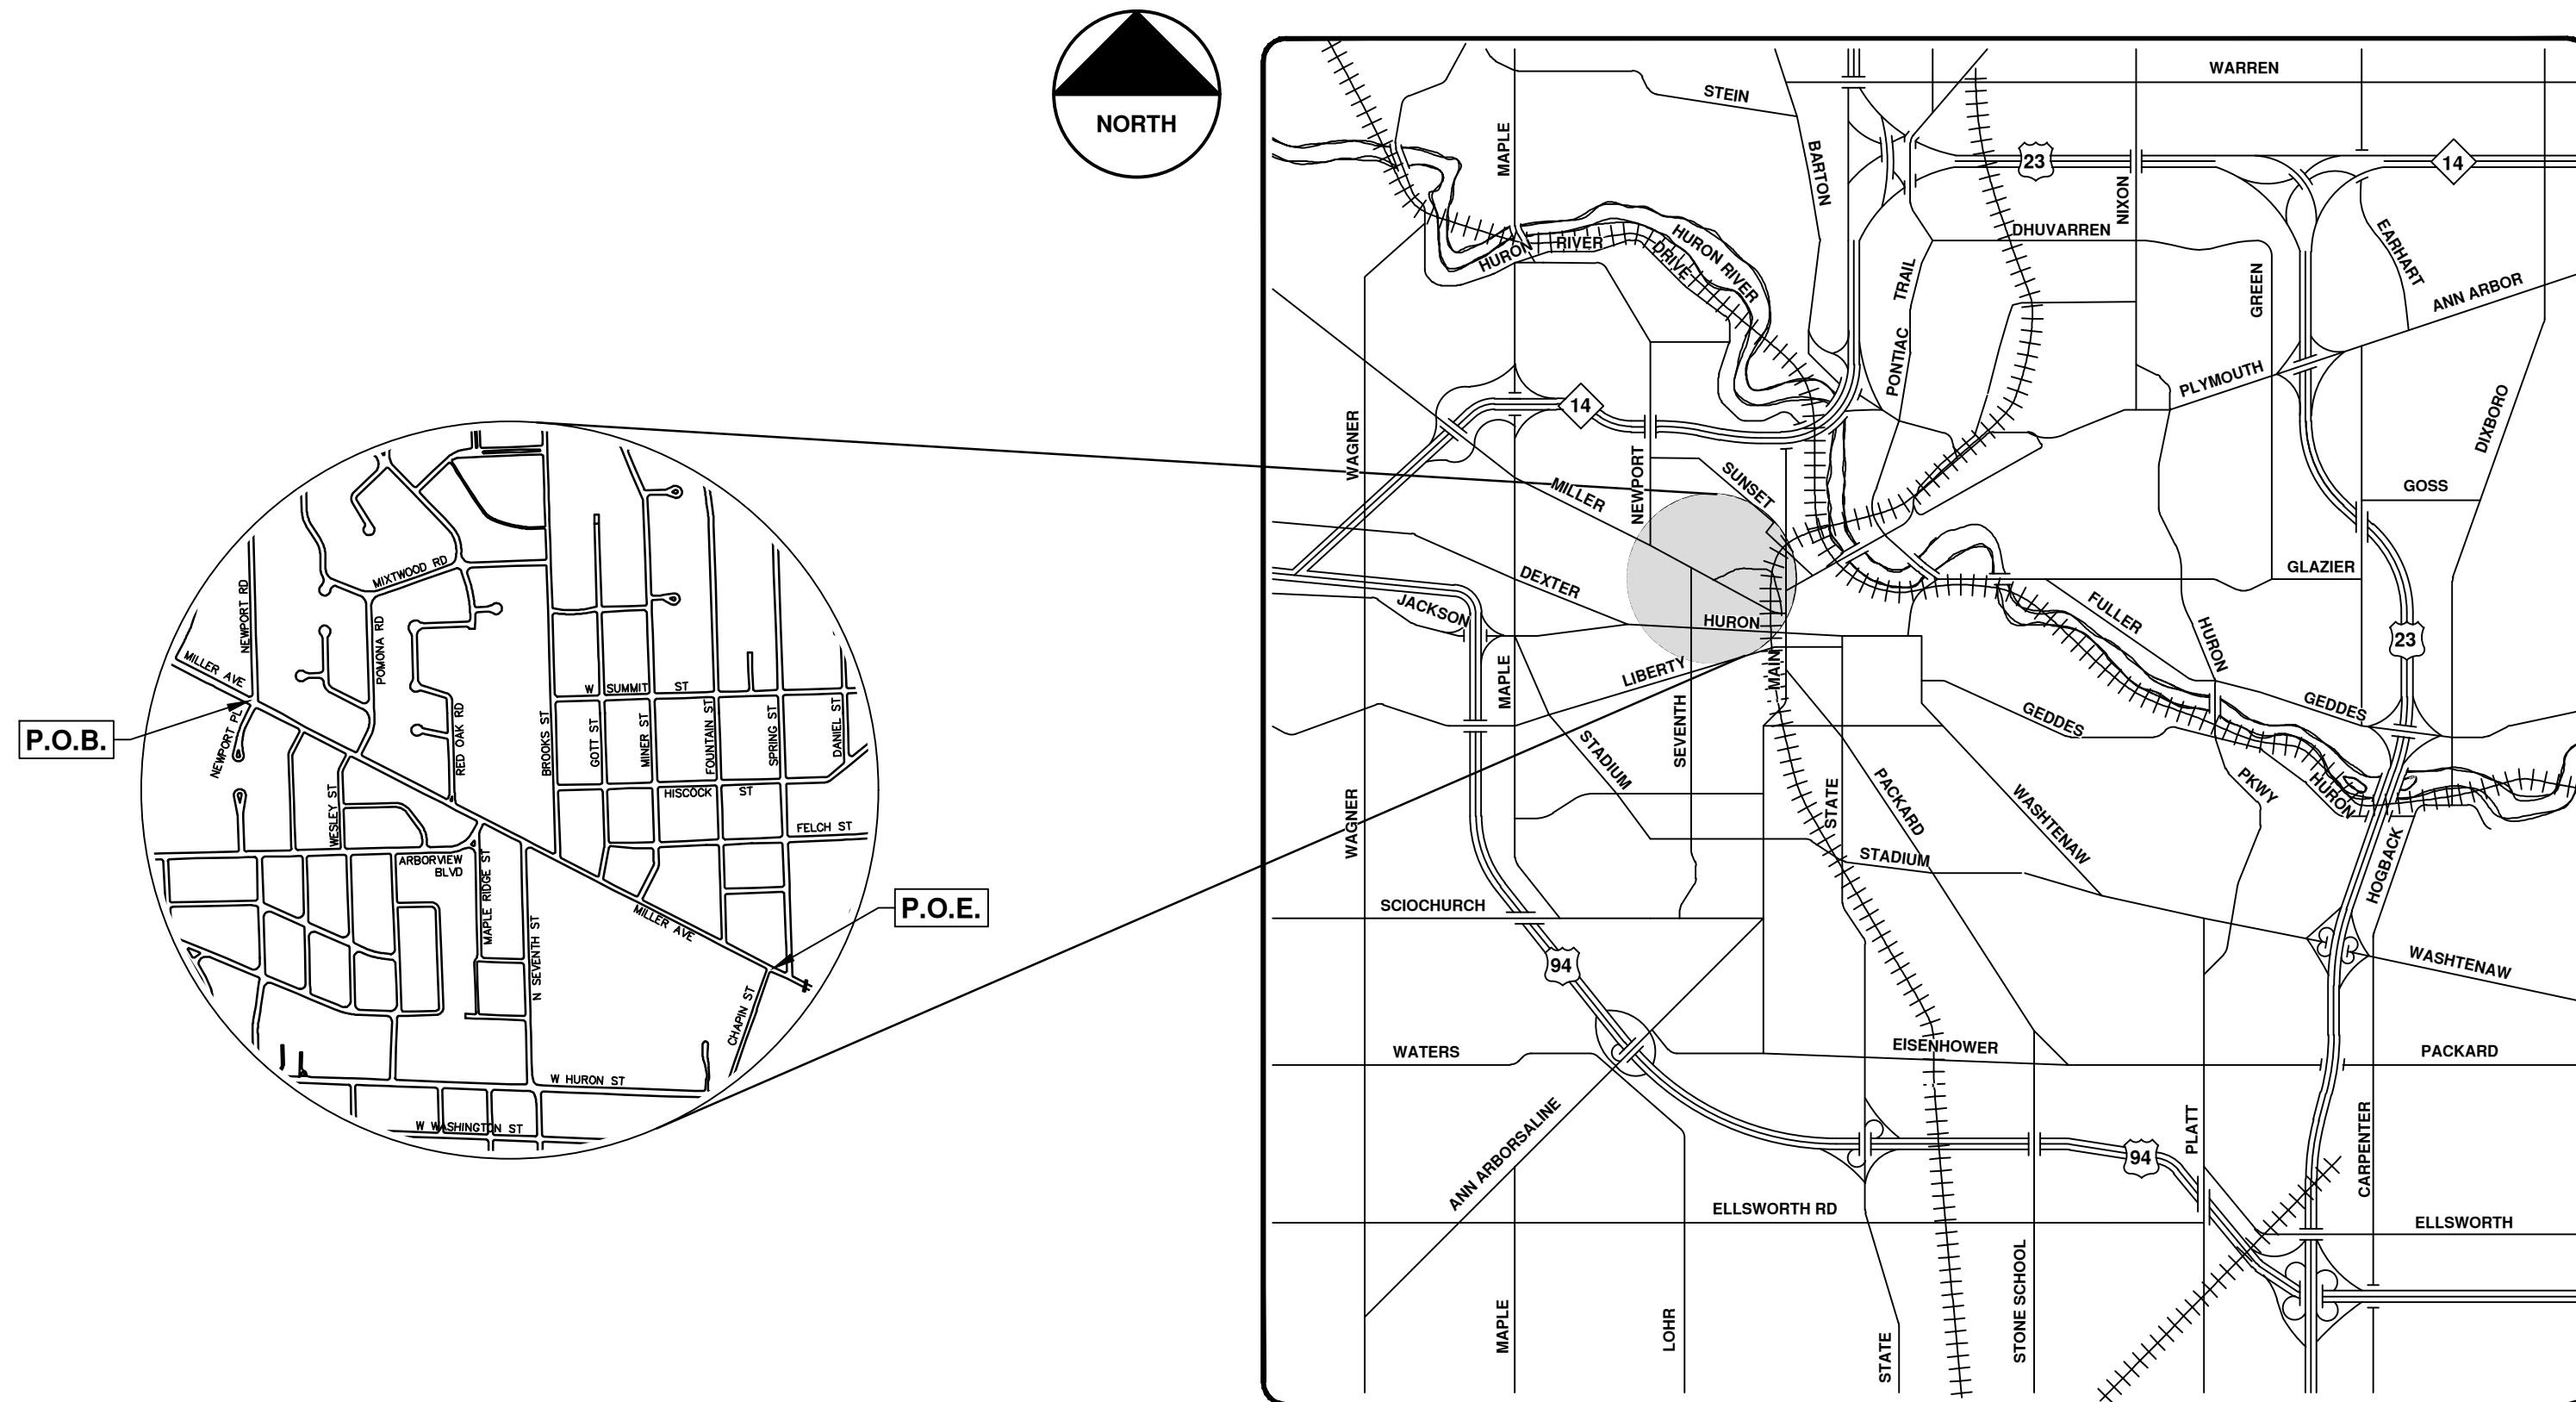 NORTH
MIXTWOOD RD
NEWPORT RD
POMONA RD
MILLER AVE
P.O.B.
NEWPORT PL
RED OAK RD
W SUMMIT ST
BROOKS ST
GOTT ST
MINER ST
FOUNTAIN ST
SPRING ST
DANIEL ST
WESLEY ST
HISCOCK ST
FELCH ST
ARBORVIEW
BLVD
MAPLE RIDGE ST
N SEVENTH ST
MILLER AVE
P.O.E.
CHAPIN ST
W HURON ST
W WASHINGTON ST
WARREN
STEIN
MAPLE
BARTON
23
14
NIXON
DHUVARREN
HURON RIVER DRIVE
HURON RIVER
EARHART
TRAIL
PONTIAC
GREEN
ANN ARBOR
PLYMOUTH
DIXBORO
14
WAGNER
NEWPORT
SUNSET
MILLER
GOSS
GLAZIER
DEXTER
JACKSON
HURON
FULLER
HURON
23
LIBERTY
MAIN
MAPLE
SEVENTH
GEDDES
GEDDES
STADIUM
STATE
PACKARD
WASHTENAW
PKWY
HURON
WAGNER
STADIUM
HOGBACK
SCIOCHURCH
94
WASHTENAW
WATERS
EISENHOWER
PACKARD
ANN ARBORSALINE
PLATT
CARPENTER
94
ELLSWORTH RD
ELLSWORTH
MAPLE
LOHR
STATE
STONE SCHOOL